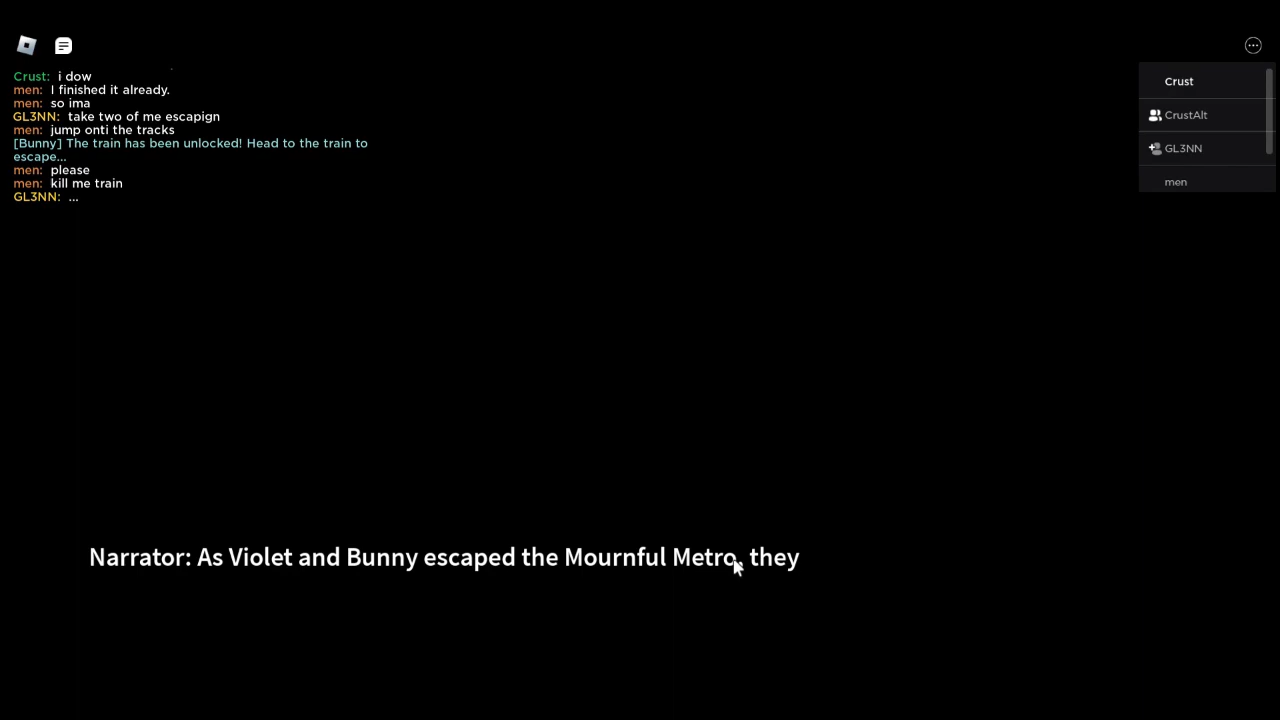 Crust: i dow
men: I finished it already.
men: so ima
GL3NN: take two of me escapign
men: jump onti the tracks
[Bunny] The train has been unlocked! Head to the train to
escape...
men: please
men: kill me train
GL3NN: ...
Crust
CrustAlt
GL3NN
men
Narrator: As Violet and Bunny escaped the Mournful Metro, they